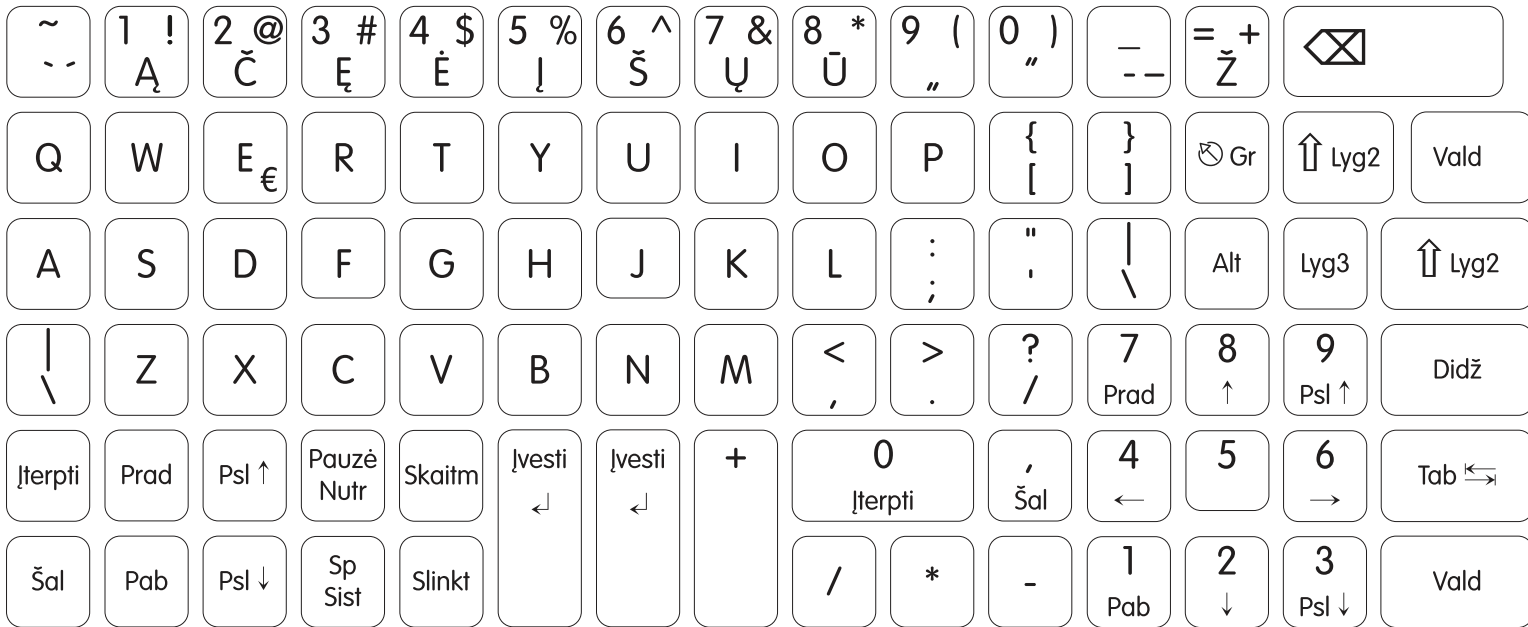 ~ 1 ! 2 @ 3 # 4 $ 5 % 6 ^ 7 & 8 * 9 ( 0 ) _ = +
` ´ Ą Č Ę Ė Į Š Ų Ū „ “ - – Ž ⌫
Q W E € R T Y U I O P { [ } ] Gr ⇧ Lyg2 Vald
A S D F G H J K L : ; " ' | \ Alt Lyg3 ⇧ Lyg2
| \ Z X C V B N M < , > . ? / 7 Prad 8 ↑ 9 Psl ↑ Didž
Įterpti Prad Psl ↑ Pauzė Nutr Skaitm Įvesti ↲ Įvesti ↲ + 0 Įterpti , Šal 4 ← 5 6 → Tab ↹
Šal Pab Psl ↓ Sp Sist Slinkt / * - 1 Pab 2 ↓ 3 Psl ↓ Vald